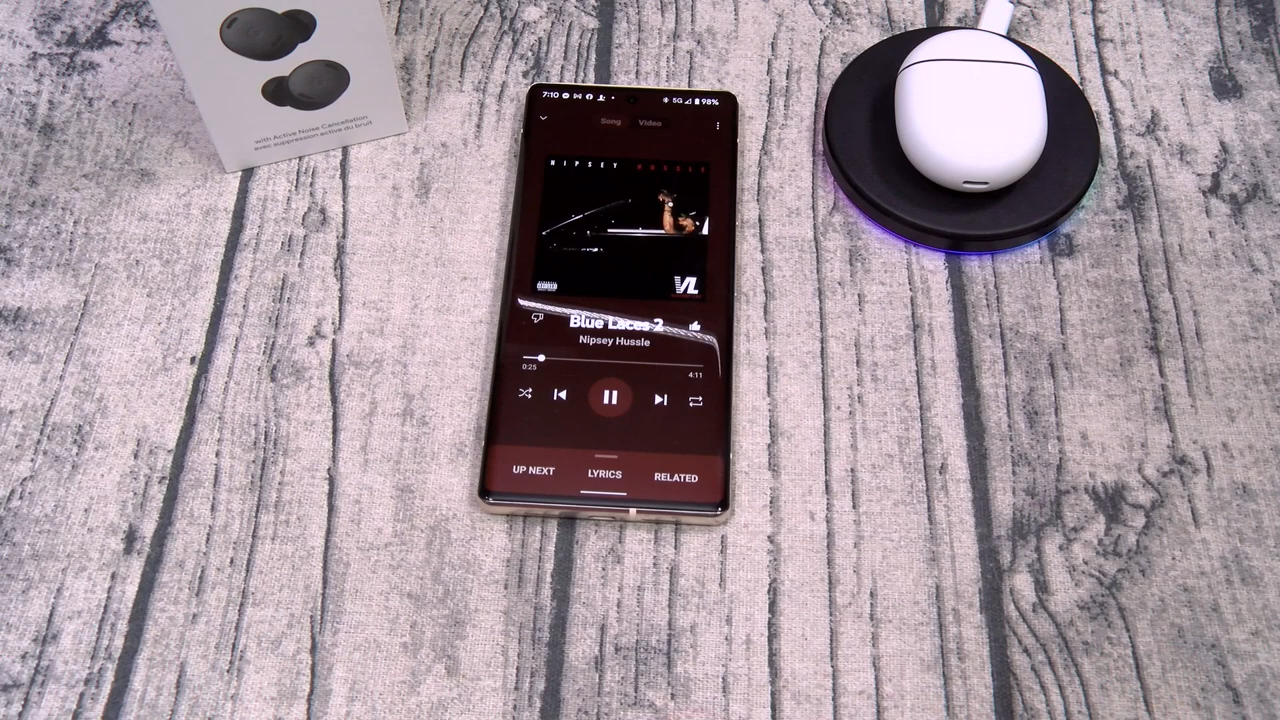 with Active Noise Cancellation
avec suppression active du bruit
7:10
5G
98%
Song Video
NIPSEY HUSSLE
VL
Blue Laces 2
Nipsey Hussle
0:25
4:11
UP NEXT LYRICS RELATED